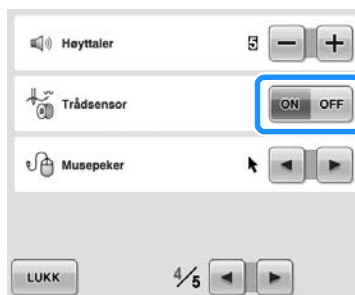 Høyttaler 5 − +
Trådsensor ON OFF
Musepeker
LUKK 4/5